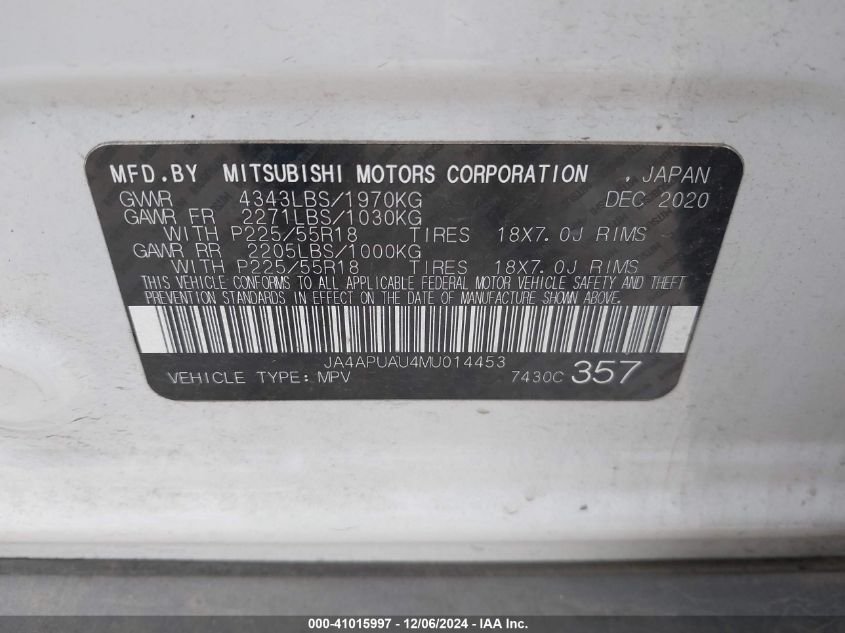 MFD.BY MITSUBISHI MOTORS CORPORATION , JAPAN
GVWR 4343LBS/1970KG DEC 2020
GAWR FR 2271LBS/1030KG
WITH P225/55R18 TIRES 18X7.0J RIMS
GAWR RR 2205LBS/1000KG
WITH P225/55R18 TIRES 18X7.0J RIMS
THIS VEHICLE CONFORMS TO ALL APPLICABLE FEDERAL MOTOR VEHICLE SAFETY AND THEFT
PREVENTION STANDARDS IN EFFECT ON THE DATE OF MANUFACTURE SHOWN ABOVE.
JA4APUAU4MU014453
VEHICLE TYPE: MPV 7430C 357
000-41015997 - 12/06/2024 - IAA Inc.